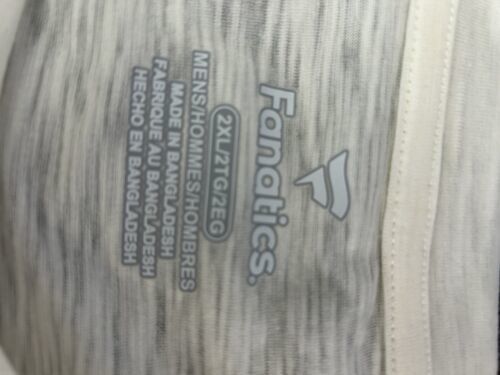 Fanatics.
2XL/2TG/2EG
MENS/HOMMES/HOMBRES
MADE IN BANGLADESH
FABRIQUE AU BANGLADESH
HECHO EN BANGLADESH